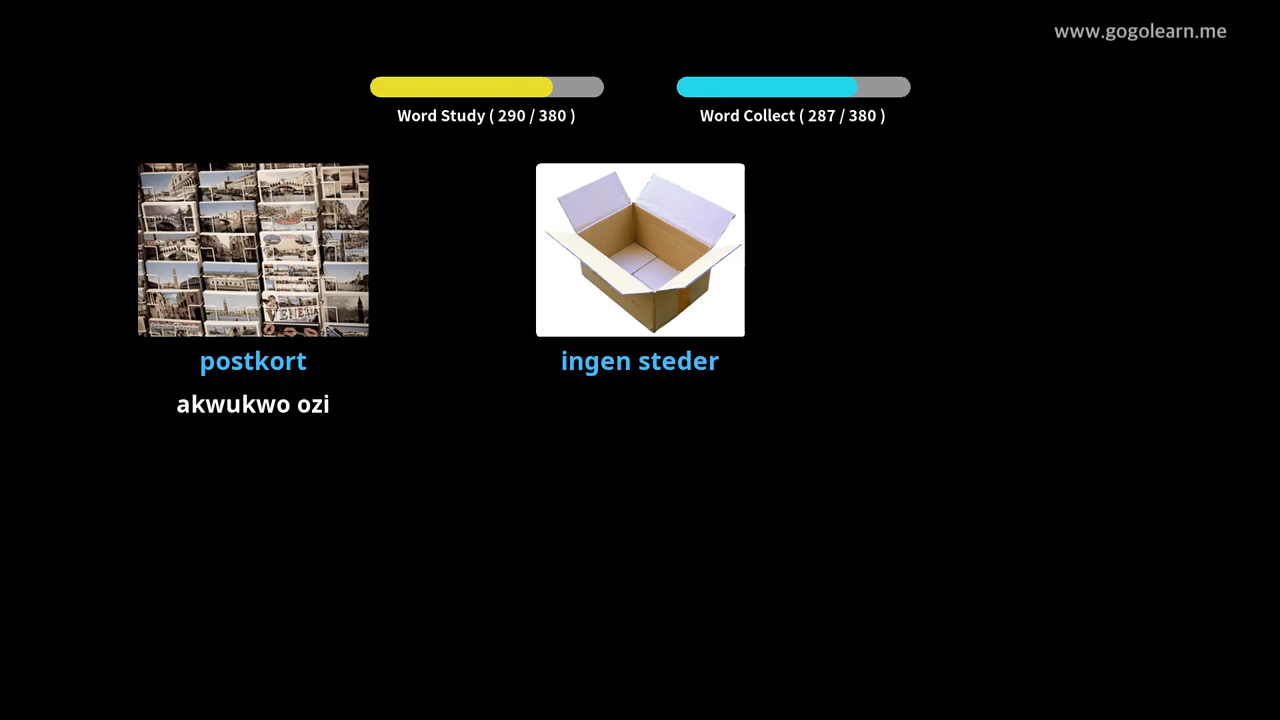 www.gogolearn.me
Word Study ( 290 / 380 )
Word Collect ( 287 / 380 )
postkort
ingen steder
akwukwo ozi